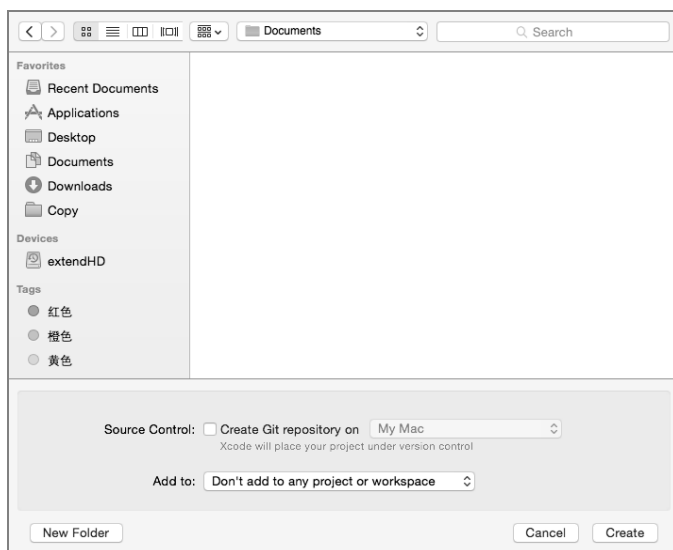 Documents
Search
Favorites
Recent Documents
Applications
Desktop
Documents
Downloads
Copy
Devices
extendHD
Tags
红色
橙色
黄色
Source Control: Create Git repository on My Mac
Xcode will place your project under version control
Add to: Don't add to any project or workspace
New Folder Cancel Create